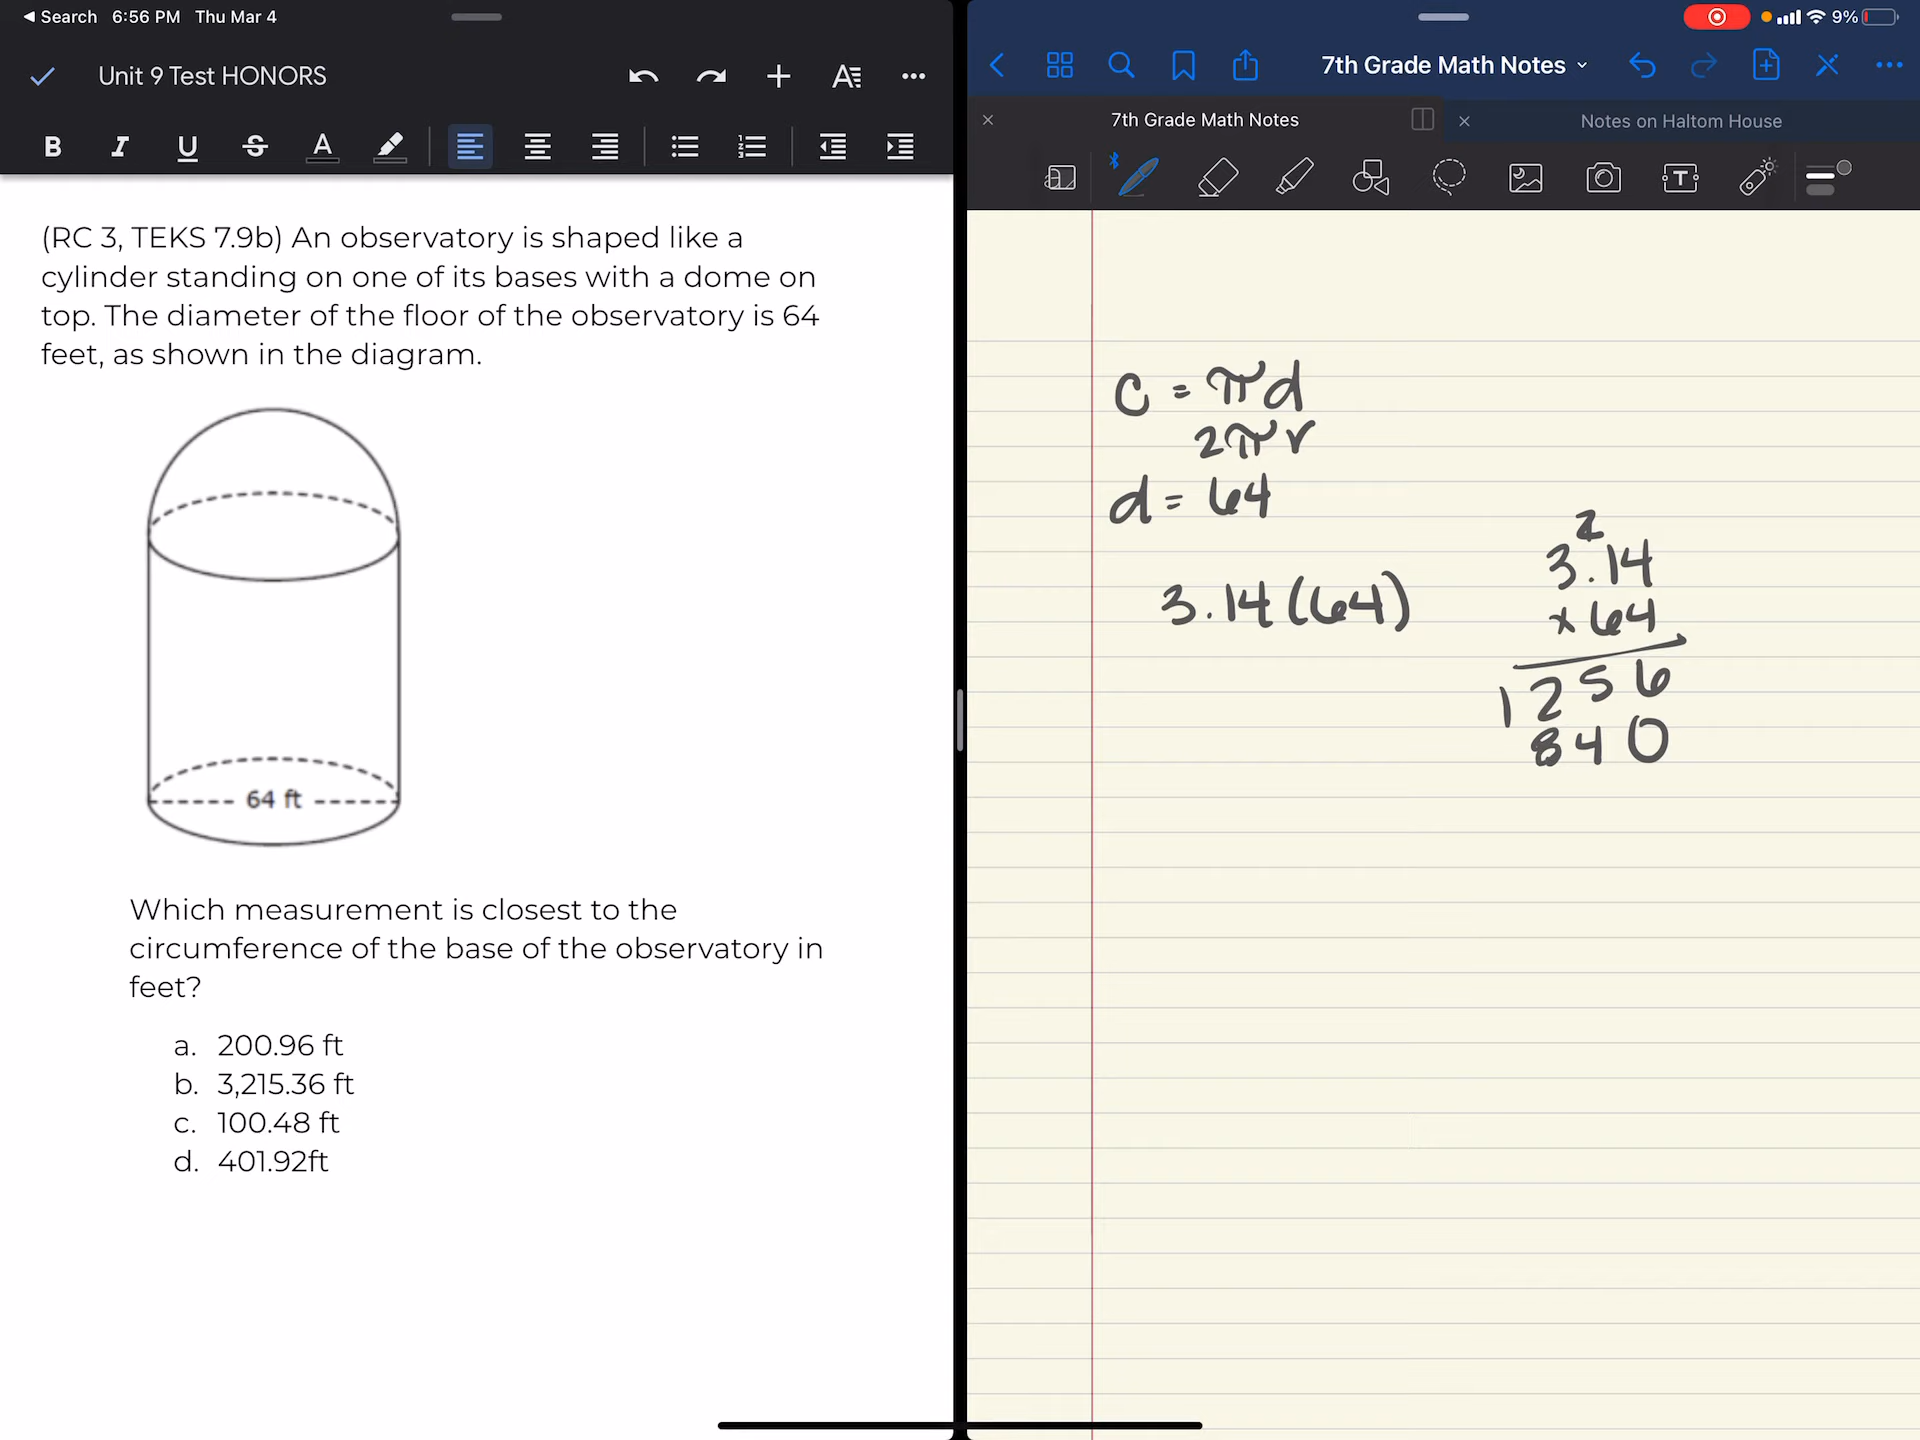 Search 6:56 PM Thu Mar 4
Unit 9 Test HONORS
B I U S A
(RC 3, TEKS 7.9b) An observatory is shaped like a
cylinder standing on one of its bases with a dome on
top. The diameter of the floor of the observatory is 64
feet, as shown in the diagram.
64 ft
Which measurement is closest to the
circumference of the base of the observatory in
feet?
a. 200.96 ft
b. 3,215.36 ft
c. 100.48 ft
d. 401.92ft
9%
7th Grade Math Notes
7th Grade Math Notes
Notes on Haltom House
C = πd
2πr
d = 64
3.14(64)
2
3.14
x 64
1256
840